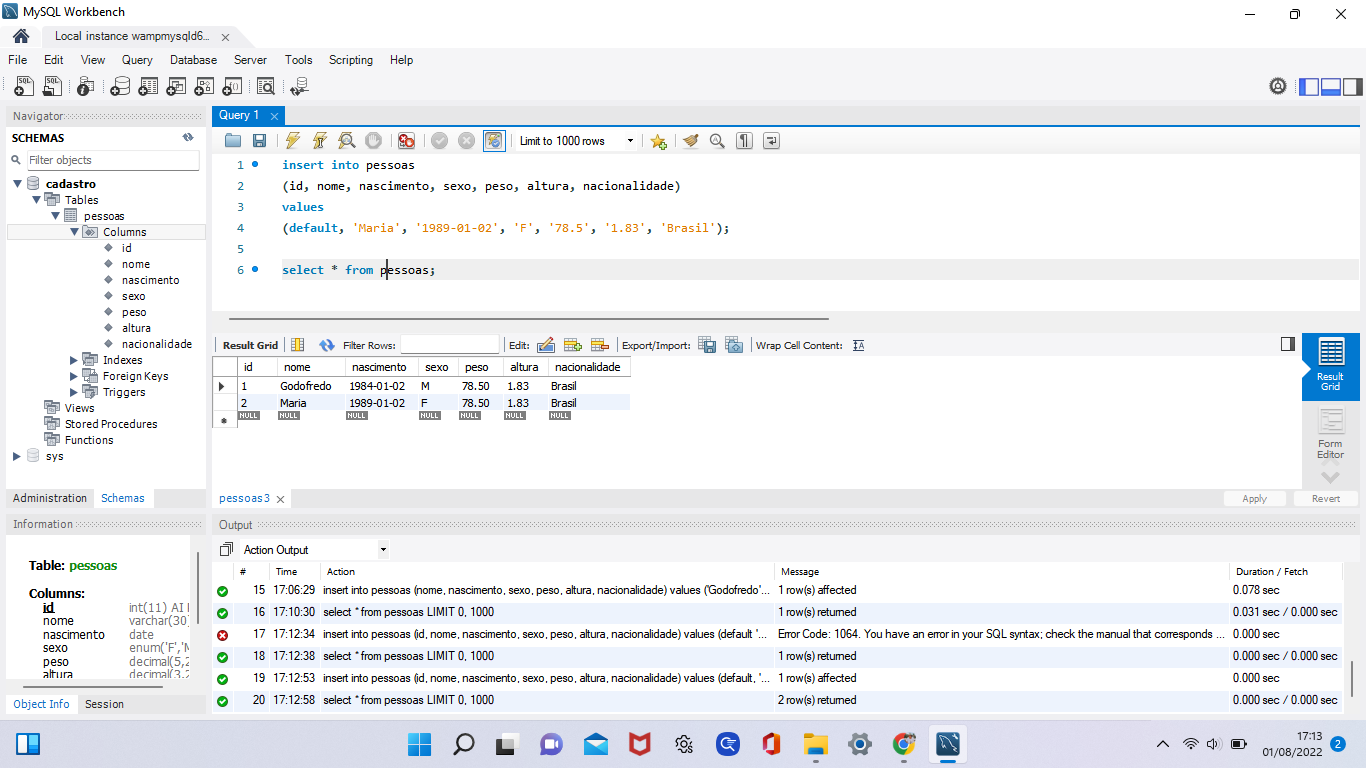 MySQL Workbench
Local instance wampmysqld6...
File Edit View Query Database Server Tools Scripting Help
Navigator
SCHEMAS
Filter objects
cadastro
Tables
pessoas
Columns
id
nome
nascimento
sexo
peso
altura
nacionalidade
Indexes
Foreign Keys
Triggers
Views
Stored Procedures
Functions
sys
Administration Schemas
Information
Table: pessoas
Columns:
id int(11) AI
nome varchar(30)
nascimento date
sexo enum('F','M
peso decimal(5,2
altura decimal(3,2
Object Info Session
Query 1
Limit to 1000 rows
1 insert into pessoas
2 (id, nome, nascimento, sexo, peso, altura, nacionalidade)
3 values
4 (default, 'Maria', '1989-01-02', 'F', '78.5', '1.83', 'Brasil');
5
6 select * from pessoas;
Result Grid Filter Rows: Edit: Export/Import: Wrap Cell Content:
id nome nascimento sexo peso altura nacionalidade
1 Godofredo 1984-01-02 M 78.50 1.83 Brasil
2 Maria 1989-01-02 F 78.50 1.83 Brasil
NULL NULL NULL NULL NULL NULL NULL
Result
Grid
Form
Editor
pessoas 3
Apply Revert
Output
Action Output
# Time Action Message Duration / Fetch
15 17:06:29 insert into pessoas (nome, nascimento, sexo, peso, altura, nacionalidade) values ('Godofredo'... 1 row(s) affected 0.078 sec
16 17:10:30 select * from pessoas LIMIT 0, 1000 1 row(s) returned 0.031 sec / 0.000 sec
17 17:12:34 insert into pessoas (id, nome, nascimento, sexo, peso, altura, nacionalidade) values (default '... Error Code: 1064. You have an error in your SQL syntax; check the manual that corresponds ... 0.000 sec
18 17:12:38 select * from pessoas LIMIT 0, 1000 1 row(s) returned 0.000 sec / 0.000 sec
19 17:12:53 insert into pessoas (id, nome, nascimento, sexo, peso, altura, nacionalidade) values (default, '... 1 row(s) affected 0.000 sec
20 17:12:58 select * from pessoas LIMIT 0, 1000 2 row(s) returned 0.000 sec / 0.000 sec
17:13
01/08/2022
2